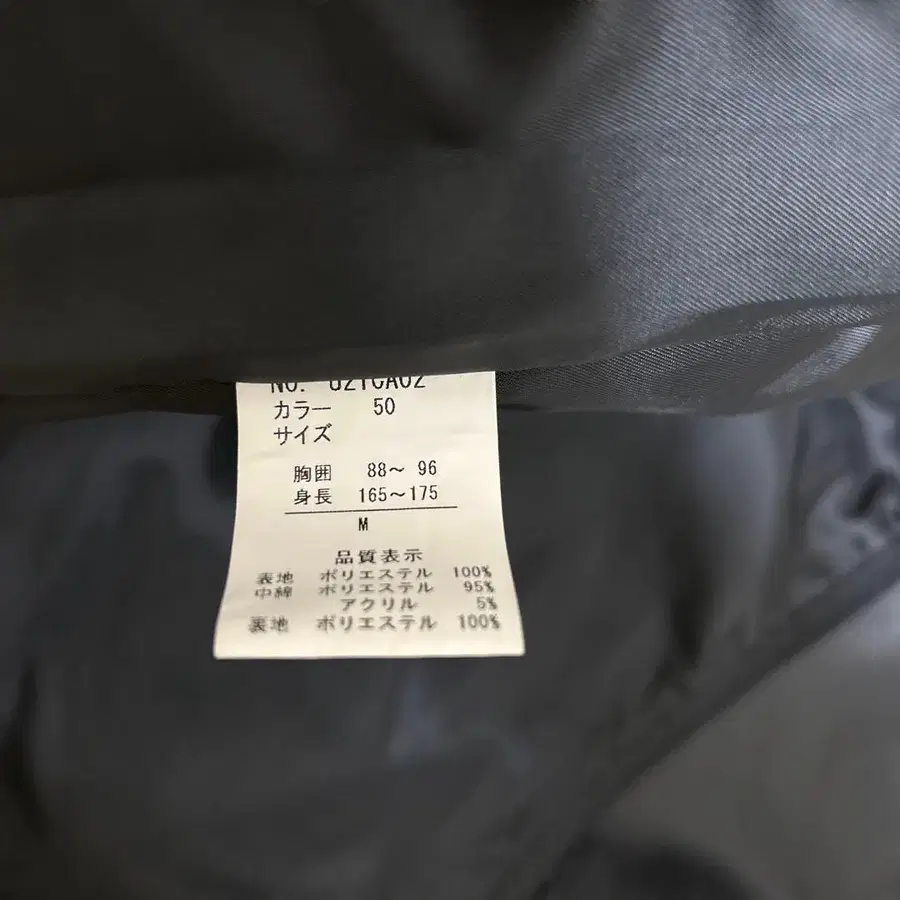 NO.
カラー 50
サイズ
胸囲 88〜 96
身長 165〜175
M
品質表示
表地 ポリエステル 100%
中綿 ポリエステル 95%
アクリル 5%
裏地 ポリエステル 100%